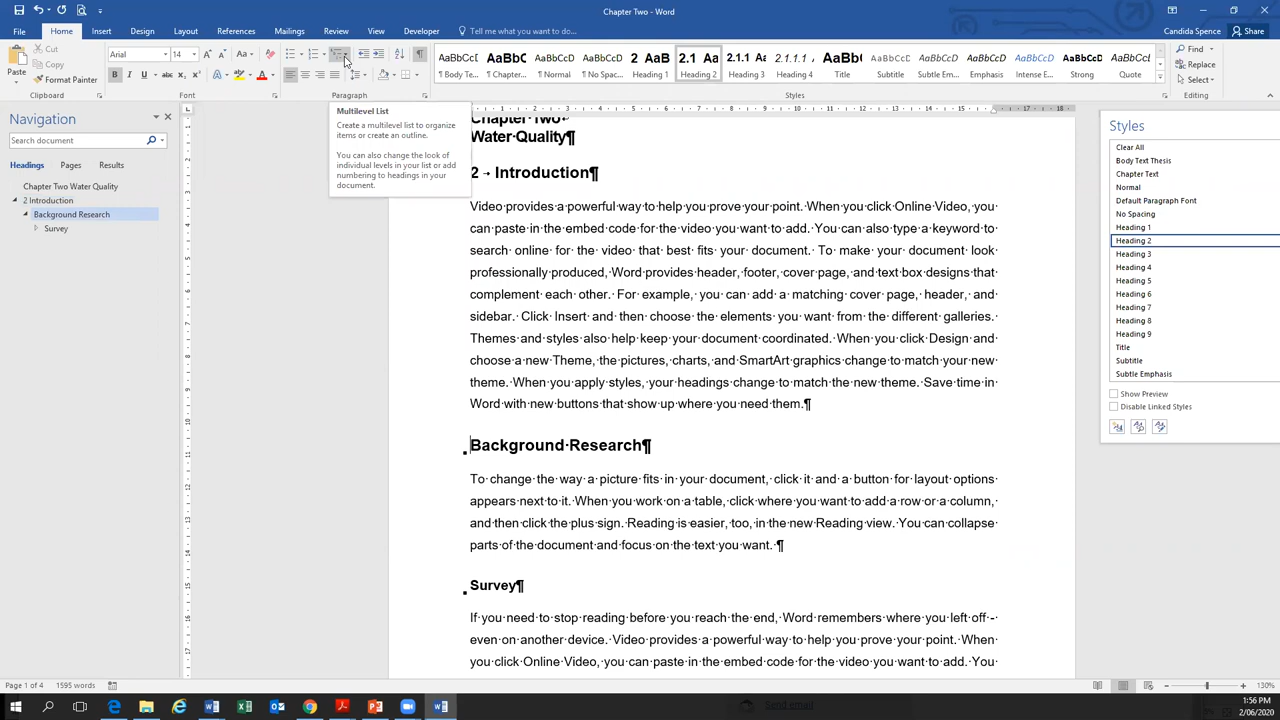 Chapter Two - Word
Candida Spence
Share
File
Home
Insert
Design
Layout
References
Mailings
Review
View
Developer
Help
Acrobat
Tell me what you want to do
Paste
Cut
Copy
Format Painter
Clipboard
Arial
14
Font
Paragraph
AaBbCcI
¶ Body Te...
AaBbC
¶ Chapter...
AaBbCcI
¶ Normal
AaBbCcI
¶ No Spac...
2 AaB
Heading 1
2.1 Aa
Heading 2
2.1.1 Aa
Heading 3
2.1.1.1
Heading 4
AaBbC
Title
AaBbCcD
Subtitle
AaBbCcD
Subtle Em...
AaBbCcD
Emphasis
AaBbCcD
Intense E...
AaBbCcI
Strong
AaBbCcD
Quote
Styles
Find
Replace
Select
Editing
Multilevel List
Create a multilevel list to organize
items or create an outline.
You can also change the look of
individual levels in your list or add
numbering to headings in your
document.
Navigation
Search document
Headings
Pages
Results
Chapter Two Water Quality
2 Introduction
Background Research
Survey
Chapter·Two
Water·Quality¶
2 → Introduction¶
Video·provides·a·powerful·way·to·help·you·prove·your·point.·When·you·click·Online·Video,·you·
can·paste·in·the·embed·code·for·the·video·you·want·to·add.·You·can·also·type·a·keyword·to·
search·online·for·the·video·that·best·fits·your·document.·To·make·your·document·look·
professionally·produced,·Word·provides·header,·footer,·cover·page,·and·text·box·designs·that·
complement·each·other.·For·example,·you·can·add·a·matching·cover·page,·header,·and·
sidebar.·Click·Insert·and·then·choose·the·elements·you·want·from·the·different·galleries.·
Themes·and·styles·also·help·keep·your·document·coordinated.·When·you·click·Design·and·
choose·a·new·Theme,·the·pictures,·charts,·and·SmartArt·graphics·change·to·match·your·new·
theme.·When·you·apply·styles,·your·headings·change·to·match·the·new·theme.·Save·time·in·
Word·with·new·buttons·that·show·up·where·you·need·them.¶
Background·Research¶
To·change·the·way·a·picture·fits·in·your·document,·click·it·and·a·button·for·layout·options·
appears·next·to·it.·When·you·work·on·a·table,·click·where·you·want·to·add·a·row·or·a·column,·
and·then·click·the·plus·sign.·Reading·is·easier,·too,·in·the·new·Reading·view.·You·can·collapse·
parts·of·the·document·and·focus·on·the·text·you·want.·¶
Survey¶
If·you·need·to·stop·reading·before·you·reach·the·end,·Word·remembers·where·you·left·off·-·
even·on·another·device.·Video·provides·a·powerful·way·to·help·you·prove·your·point.·When·
you·click·Online·Video,·you·can·paste·in·the·embed·code·for·the·video·you·want·to·add.·You·
Styles
Clear All
Body Text Thesis
Chapter Text
Normal
Default Paragraph Font
No Spacing
Heading 1
Heading 2
Heading 3
Heading 4
Heading 5
Heading 6
Heading 7
Heading 8
Heading 9
Title
Subtitle
Subtle Emphasis
Show Preview
Disable Linked Styles
Page 1 of 4
1595 words
130%
Send email
1:56 PM
2/06/2020